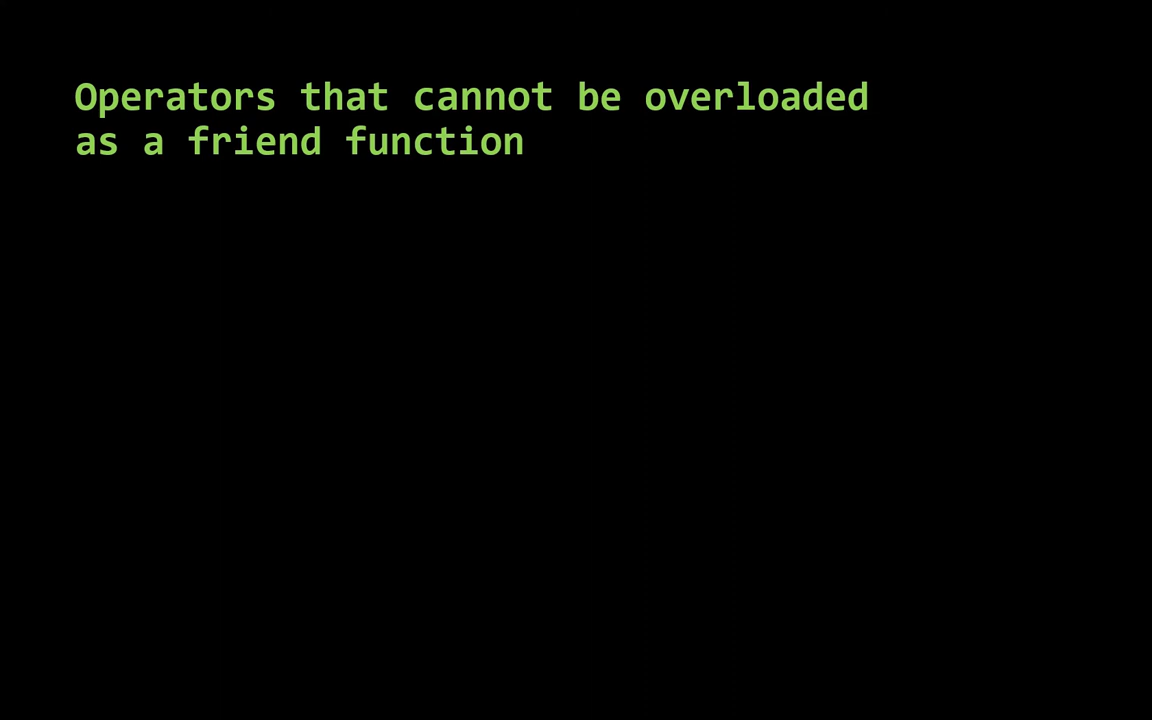 Operators that cannot be overloaded
as a friend function